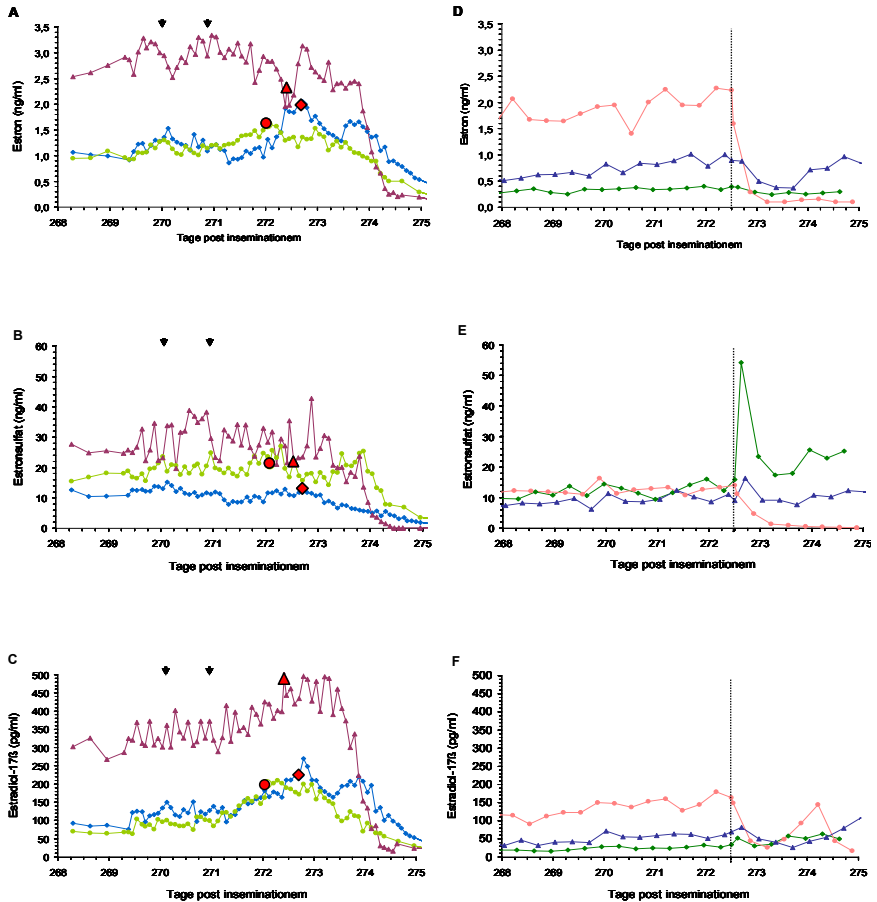 A
Estron (ng/ml)
3,5
3,0
2,5
2,0
1,5
1,0
0,5
0,0
268 269 270 271 272 273 274 275
Tage post inseminationem
D
Estron (ng/ml)
3,5
3,0
2,5
2,0
1,5
1,0
0,5
0,0
268 269 270 271 272 273 274 275
Tage post inseminationem
B
Estronsulfat (ng/ml)
60
50
40
30
20
10
0
268 269 270 271 272 273 274 275
Tage post inseminationem
E
Estronsulfat (ng/ml)
60
50
40
30
20
10
0
268 269 270 271 272 273 274 275
Tage post inseminationem
C
Estradiol-17ß (pg/ml)
500
450
400
350
300
250
200
150
100
50
0
268 269 270 271 272 273 274 275
Tage post inseminationem
F
Estradiol-17ß (pg/ml)
500
450
400
350
300
250
200
150
100
50
0
268 269 270 271 272 273 274 275
Tage post inseminationem